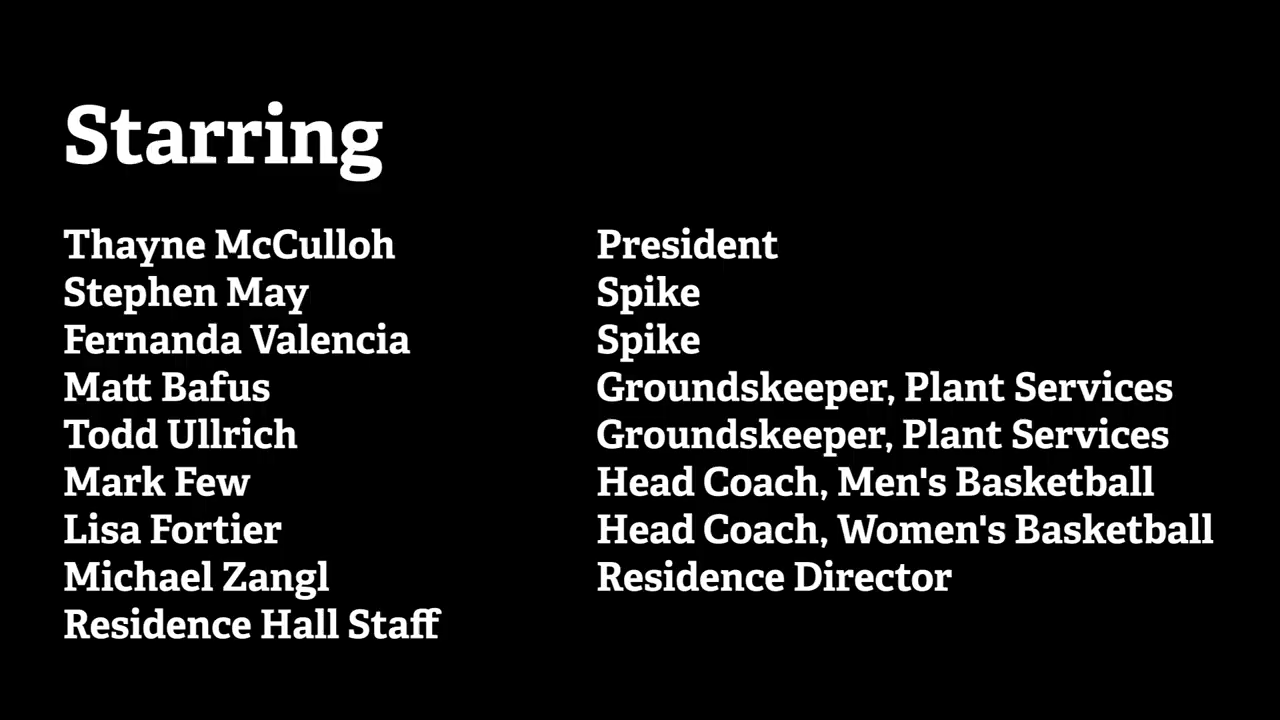 Starring
Thayne McCulloh President
Stephen May Spike
Fernanda Valencia Spike
Matt Bafus Groundskeeper, Plant Services
Todd Ullrich Groundskeeper, Plant Services
Mark Few Head Coach, Men's Basketball
Lisa Fortier Head Coach, Women's Basketball
Michael Zangl Residence Director
Residence Hall Staff